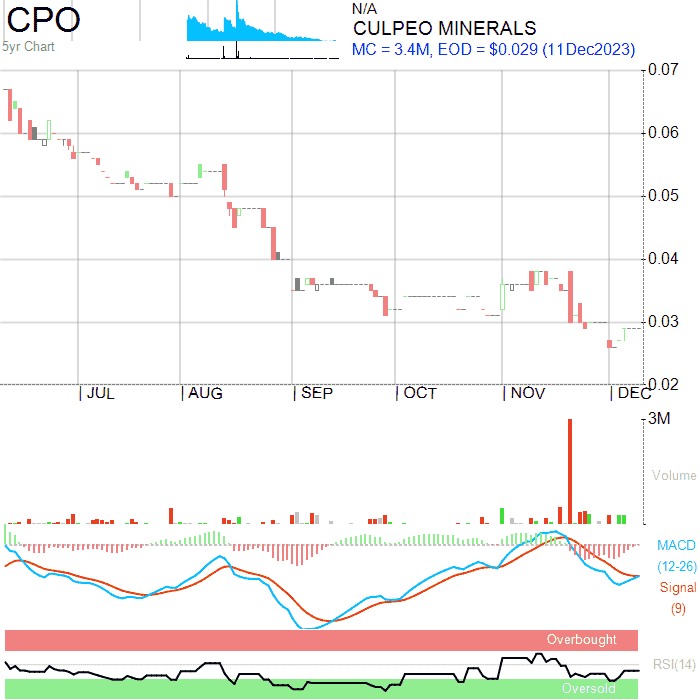 CPO
5yr Chart
N/A
CULPEO MINERALS
MC = 3.4M, EOD = $0.029 (11Dec2023)
0.07
0.06
0.05
0.04
0.03
0.02
JUL AUG SEP OCT NOV DEC
3M
Volume
MACD
(12-26)
Signal
(9)
Overbought
RSI(14)
Oversold